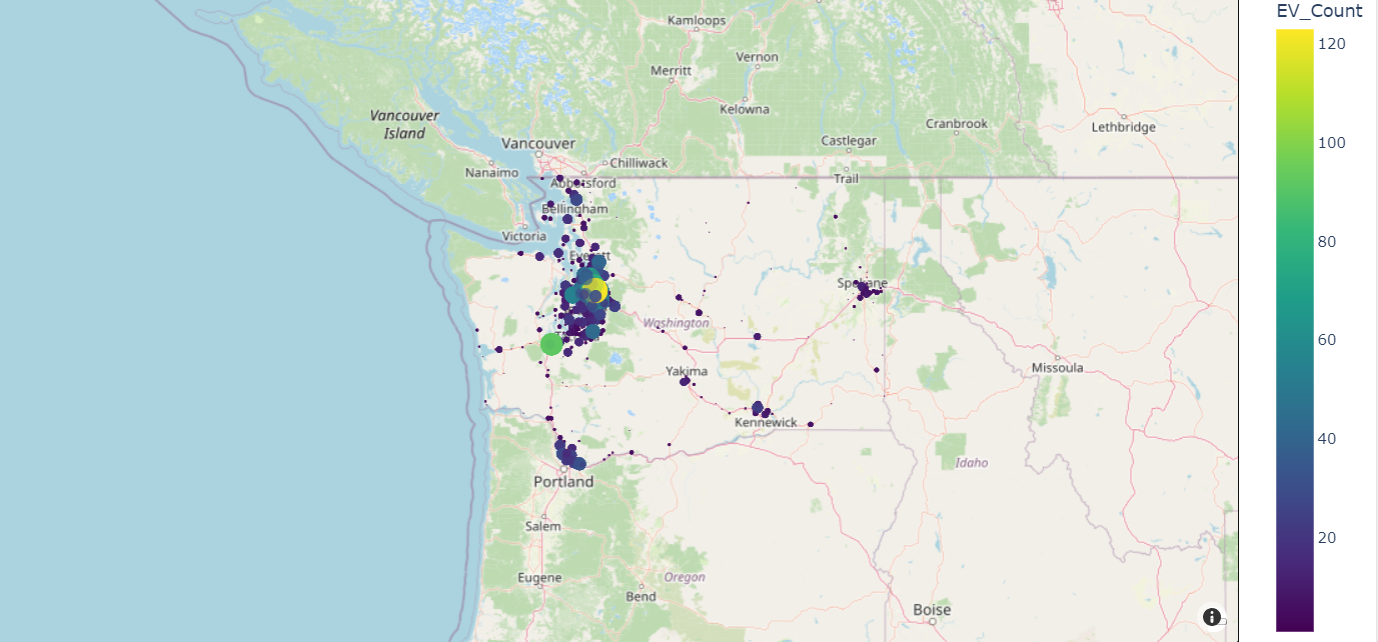 EV_Count
120
100
80
60
40
20
Kamloops
Vernon
Merritt
Kelowna
Vancouver
Island
Cranbrook
Lethbridge
Castlegar
Vancouver
Chilliwack
Nanaimo
Trail
Abbotsford
Bellingham
Victoria
Everett
Spokane
Washington
Yakima
Missoula
Kennewick
Idaho
Portland
Salem
Eugene
Oregon
Bend
Boise